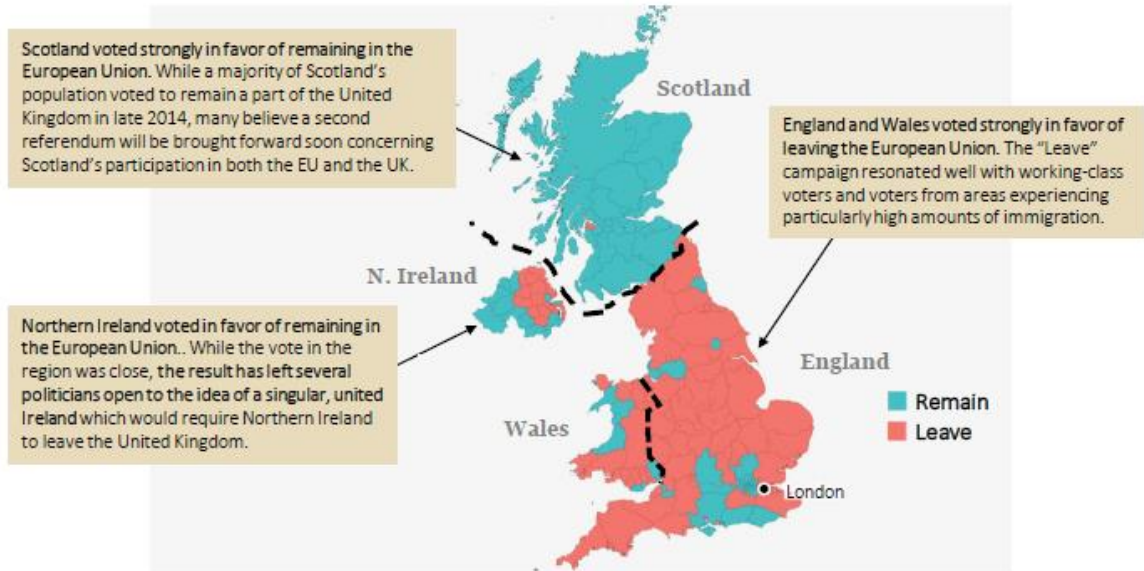 Scotland voted strongly in favor of remaining in the
European Union. While a majority of Scotland's
population voted to remain a part of the United
Kingdom in late 2014, many believe a second
referendum will be brought forward soon concerning
Scotland's participation in both the EU and the UK.
Scotland
England and Wales voted strongly in favor of
leaving the European Union. The “Leave”
campaign resonated well with working-class
voters and voters from areas experiencing
particularly high amounts of immigration.
N. Ireland
Northern Ireland voted in favor of remaining in
the European Union.. While the vote in the
region was close, the result has left several
politicians open to the idea of a singular, united
Ireland which would require Northern Ireland
to leave the United Kingdom.
England
Wales
Remain
Leave
London